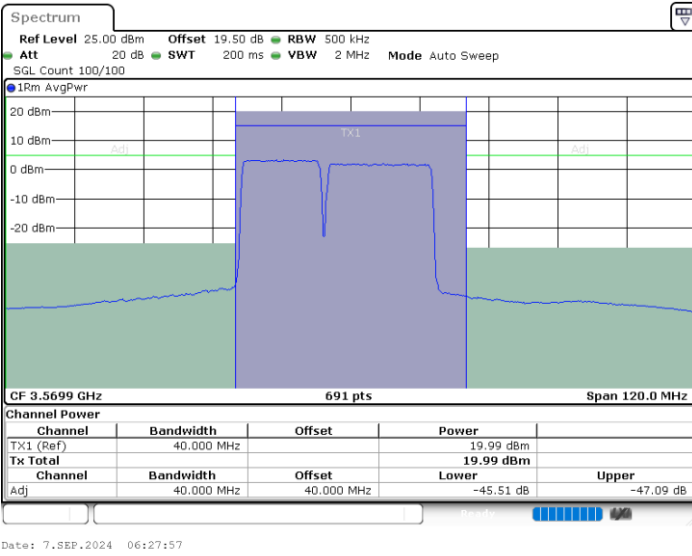 Spectrum
Ref Level 25.00 dBm Offset 19.50 dB RBW 500 kHz
Att 20 dB SWT 200 ms VBW 2 MHz Mode Auto Sweep
SGL Count 100/100
1Rm AvgPwr
20 dBm
TX1
10 dBm
Adj Adj
0 dBm
-10 dBm
-20 dBm
CF 3.5699 GHz 691 pts Span 120.0 MHz
Channel Power
Channel Bandwidth Offset Power
TX1 (Ref) 40.000 MHz 19.99 dBm
Tx Total 19.99 dBm
Channel Bandwidth Offset Lower Upper
Adj 40.000 MHz 40.000 MHz -45.51 dB -47.09 dB
Ready
Date: 7.SEP.2024 06:27:57